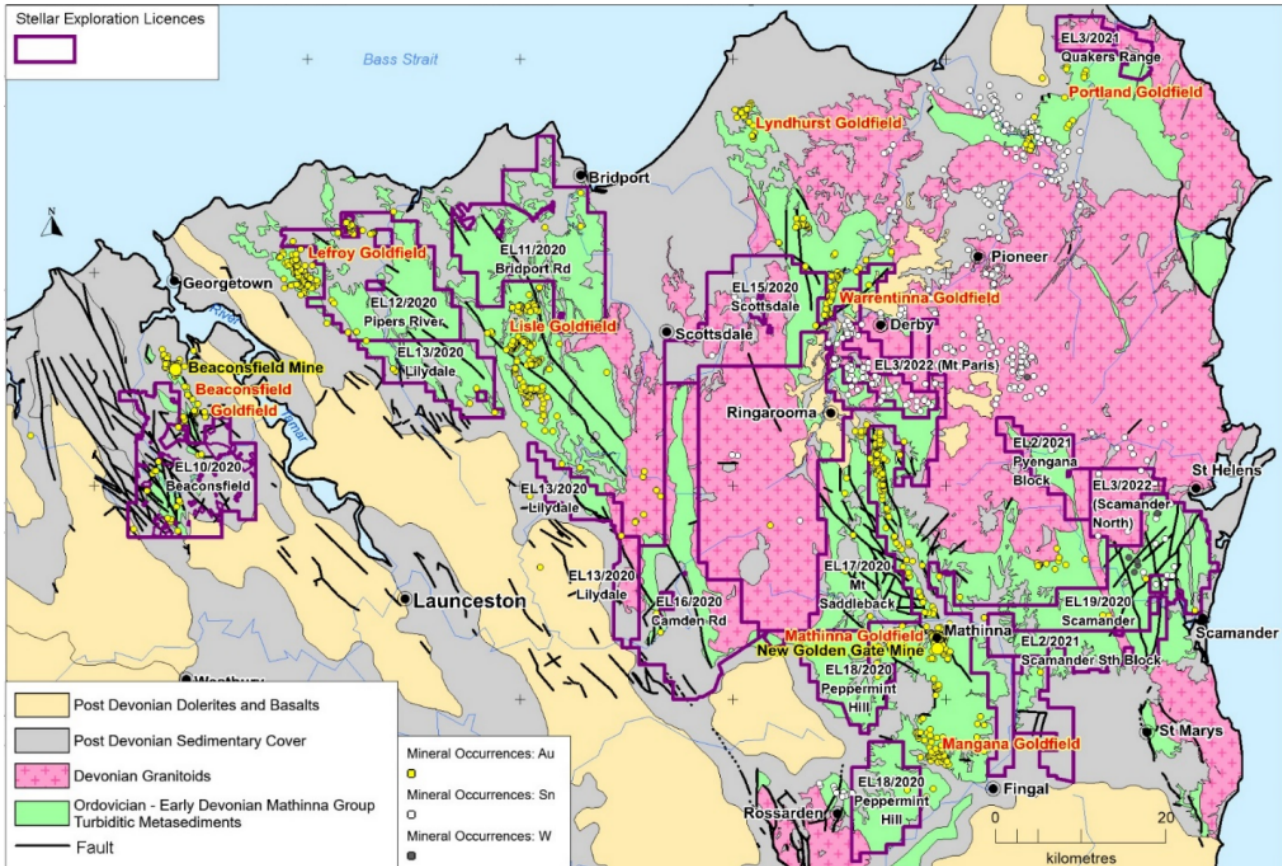 Stellar Exploration Licences
Bass Strait
EL3/2021
Quakers Range
Portland Goldfield
Lyndhurst Goldfield
Bridport
N
Georgetown
River
Lefroy Goldfield
EL11/2020
Bridport Rd
EL12/2020
Pipers River
Lisle Goldfield
EL13/2020
Lilydale
EL15/2020
Scottsdale
Scottsdale
Pioneer
Warrentinna Goldfield
Derby
EL3/2022 (Mt Paris)
Ringarooma
Beaconsfield Mine
Beaconsfield
Goldfield
Tamar
EL10/2020
Beaconsfield
EL2/2021
Pyengana
Block
St Helens
EL3/2022
(Scamander
North)
EL13/2020
Lilydale
EL13/2020
Lilydale
EL16/2020
Camden Rd
EL17/2020
Mt
Saddleback
EL19/2020
Scamander
Scamander
Launceston
Mathinna Goldfield
Mathinna
New Golden Gate Mine
EL2/2021
Scamander Sth Block
EL18/2020
Peppermint
Hill
Westbury
St Marys
Mangana Goldfield
EL18/2020
Peppermint
Hill
Fingal
Rossarden
Post Devonian Dolerites and Basalts
Post Devonian Sedimentary Cover
Devonian Granitoids
Ordovician - Early Devonian Mathinna Group
Turbiditic Metasediments
Fault
Mineral Occurrences: Au
Mineral Occurrences: Sn
Mineral Occurrences: W
0 20
kilometres